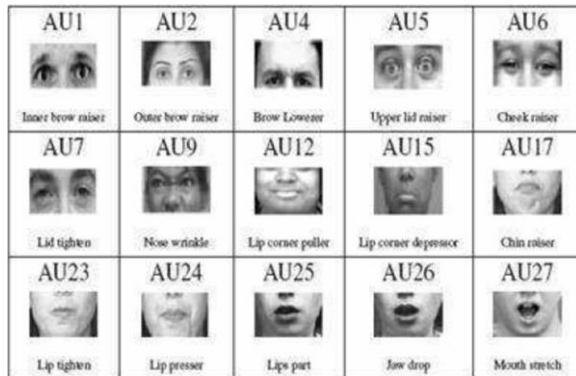 AU1 AU2 AU4 AU5 AU6
Inner brow raiser Outer brow raiser Brow Lowerer Upper lid raiser Cheek raiser
AU7 AU9 AU12 AU15 AU17
Lid tighten Nose wrinkle Lip corner puller Lip corner depressor Chin raiser
AU23 AU24 AU25 AU26 AU27
Lip tighten Lip presser Lips part Jaw drop Mouth stretch